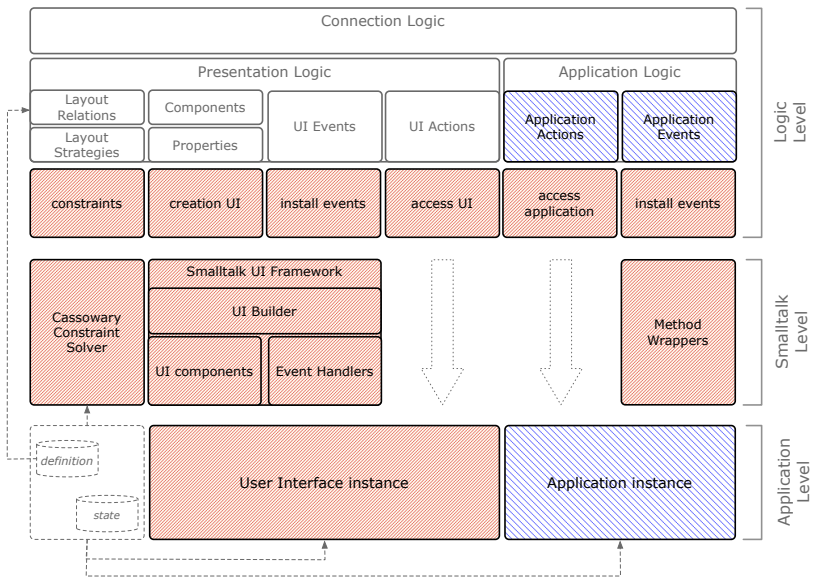 Connection Logic
Presentation Logic
Application Logic
Layout
Relations
Components
UI Events
UI Actions
Application
Actions
Application
Events
Layout
Strategies
Properties
constraints
creation UI
install events
access UI
access
application
install events
Logic
Level
Cassowary
Constraint
Solver
Smalltalk UI Framework
UI Builder
UI components
Event Handlers
Method
Wrappers
Smalltalk
Level
definition
state
User Interface instance
Application instance
Application
Level